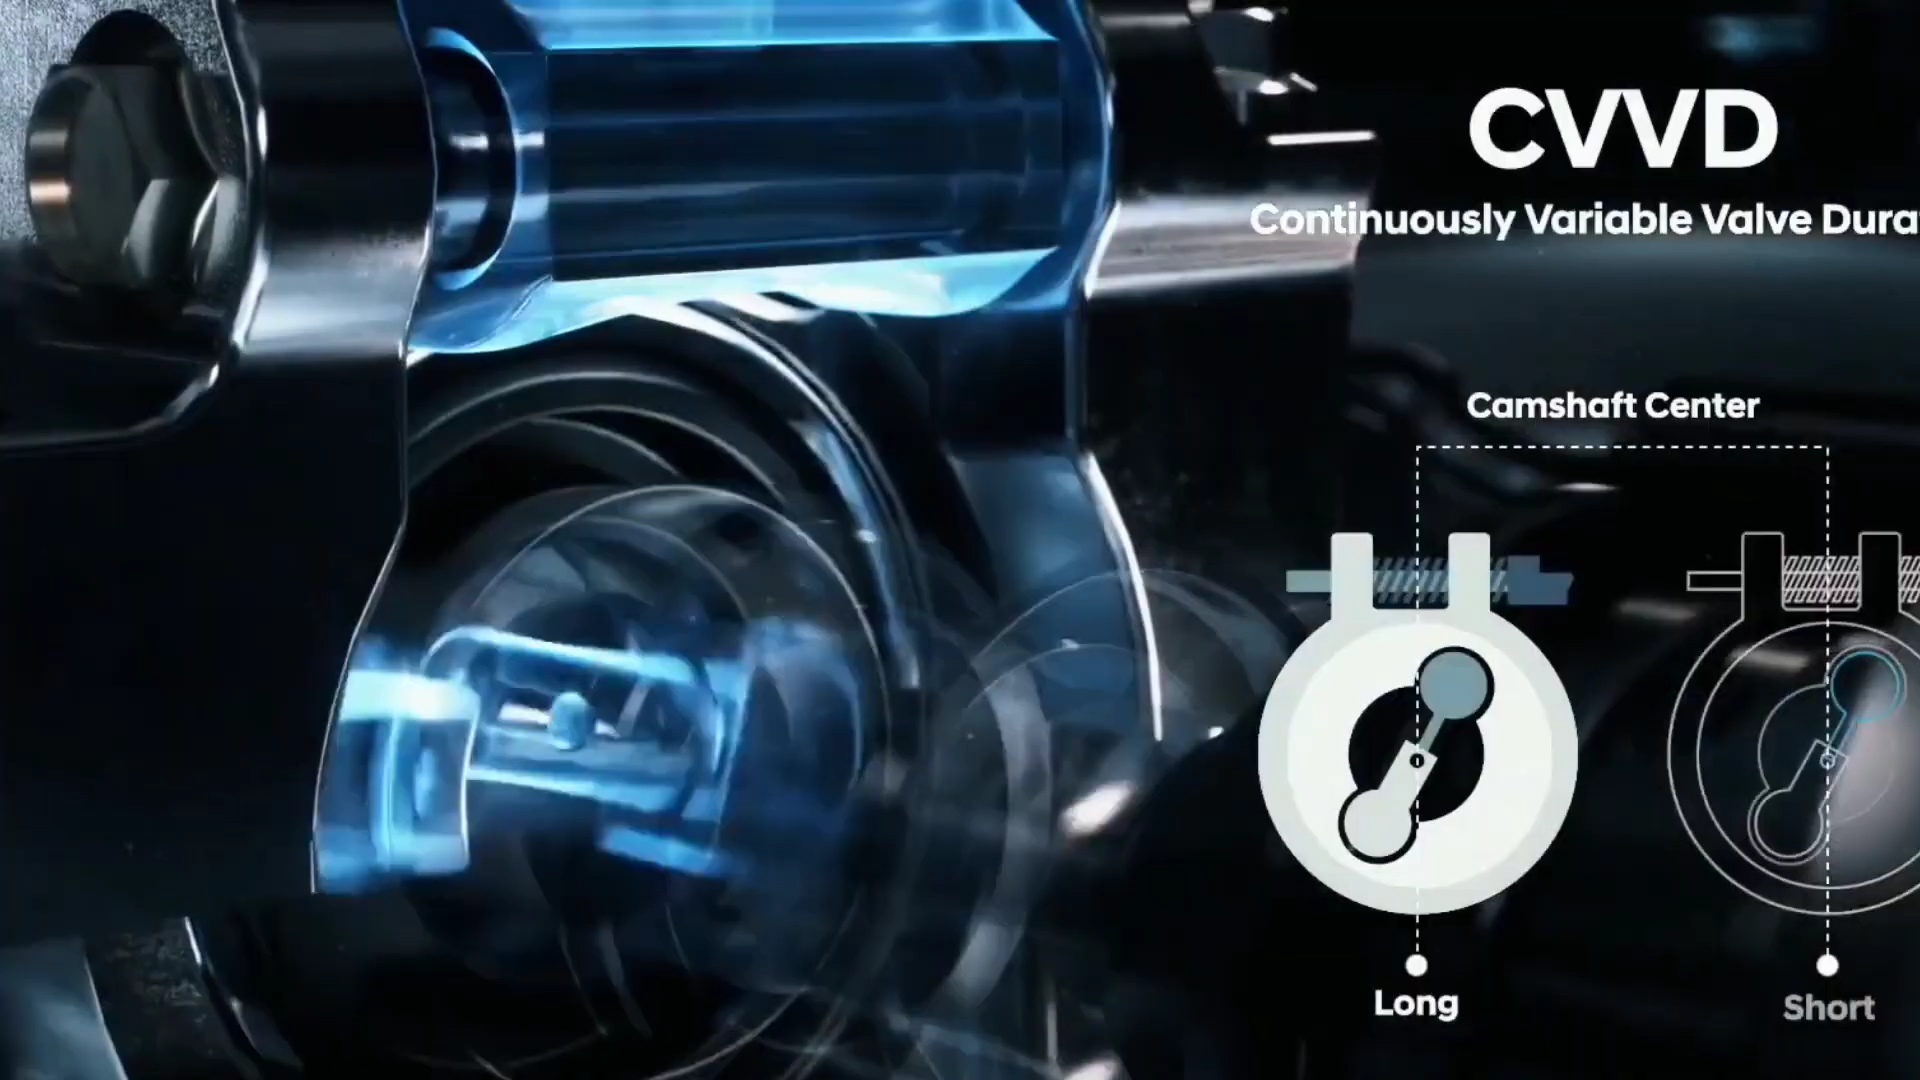 CVVD
Continuously Variable Valve Dura
Camshaft Center
Long
Short